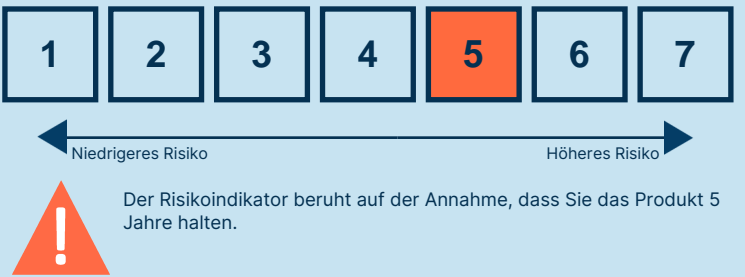 1 2 3 4 5 6 7
Niedrigeres Risiko Höheres Risiko
!
Der Risikoindikator beruht auf der Annahme, dass Sie das Produkt 5
Jahre halten.